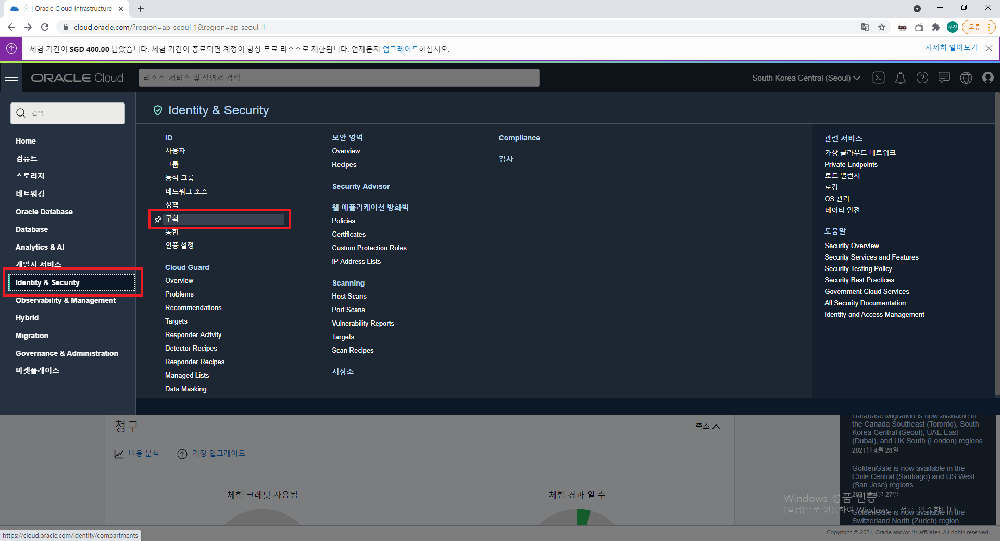 홈 | Oracle Cloud Infrastructure
cloud.oracle.com/?region=ap-seoul-1&region=ap-seoul-1
우진
오류
체험 기간이 SGD 400.00 남았습니다. 체험 기간이 종료되면 계정이 항상 무료 리소스로 제한됩니다. 언제든지 업그레이드하십시오.
자세히 알아보기
ORACLE Cloud
리소스, 서비스 및 설명서 검색
South Korea Central (Seoul)
검색
Home
컴퓨트
스토리지
네트워킹
Oracle Database
Database
Analytics & AI
개발자 서비스
Identity & Security
Observability & Management
Hybrid
Migration
Governance & Administration
마켓플레이스
Identity & Security
ID
사용자
그룹
동적 그룹
네트워크 소스
정책
구획
통합
인증 설정
Cloud Guard
Overview
Problems
Recommendations
Targets
Responder Activity
Detector Recipes
Responder Recipes
Managed Lists
Data Masking
보안 영역
Overview
Recipes
Security Advisor
웹 애플리케이션 방화벽
Policies
Certificates
Custom Protection Rules
IP Address Lists
Scanning
Host Scans
Port Scans
Vulnerability Reports
Targets
Scan Recipes
저장소
Compliance
감사
관련 서비스
가상 클라우드 네트워크
Private Endpoints
로드 밸런서
로깅
OS 관리
데이터 안전
도움말
Security Overview
Security Services and Features
Security Testing Policy
Security Best Practices
Government Cloud Services
All Security Documentation
Identity and Access Management
청구
축소
비용 분석
계정 업그레이드
체험 크레딧 사용됨
체험 경과 일 수
Database Migration is now available in
the Canada Southeast (Toronto), South
Korea Central (Seoul), UAE East
(Dubai), and UK South (London) regions
2021년 4월 28일
GoldenGate is now available in the
Chile Central (Santiago) and US West
(San Jose) regions
2021년 4월 27일
GoldenGate is now available in the
Switzerland North (Zurich) region.
Windows 정품 인증
[설정]으로 이동하여 Windows를 정품 인증합니다.
https://cloud.oracle.com/identity/compartments
Copyright © 2021, Oracle and/or its affiliates. All rights reserved.